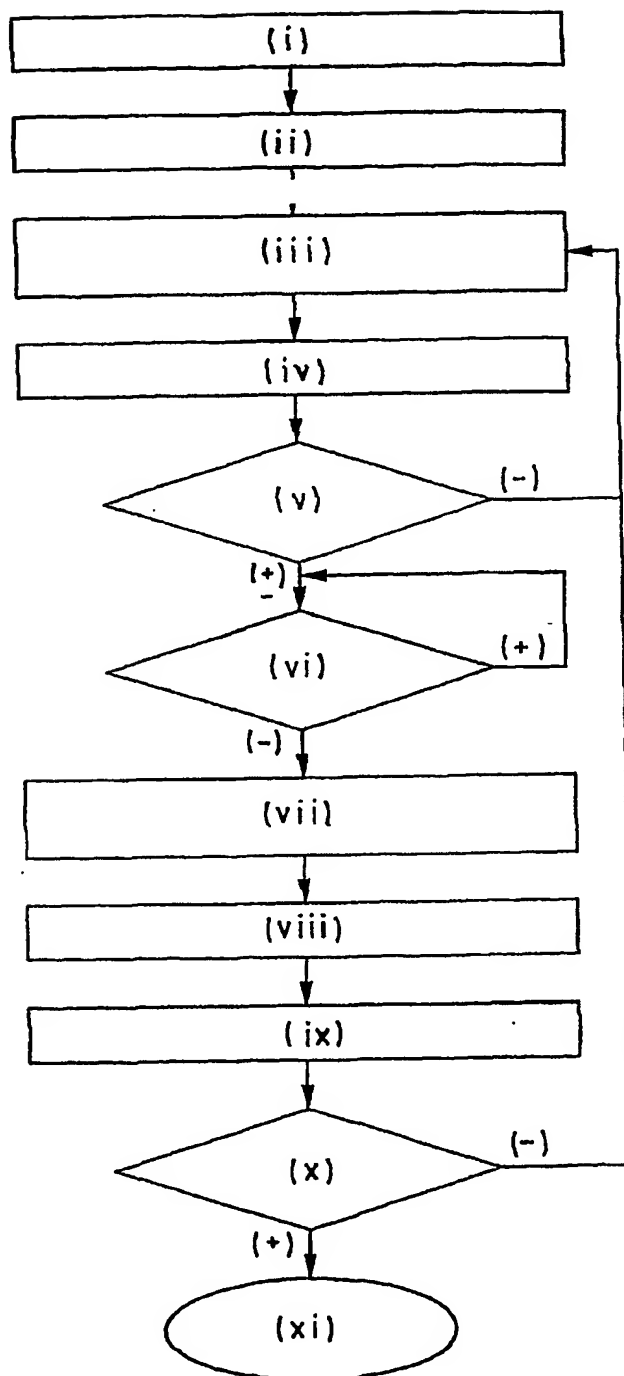 (i)
(ii)
(iii)
(iv)
(v)
(-)
(±)
(vi)
(+)
(-)
(vii)
(viii)
(ix)
(x)
(-)
(+)
(xi)